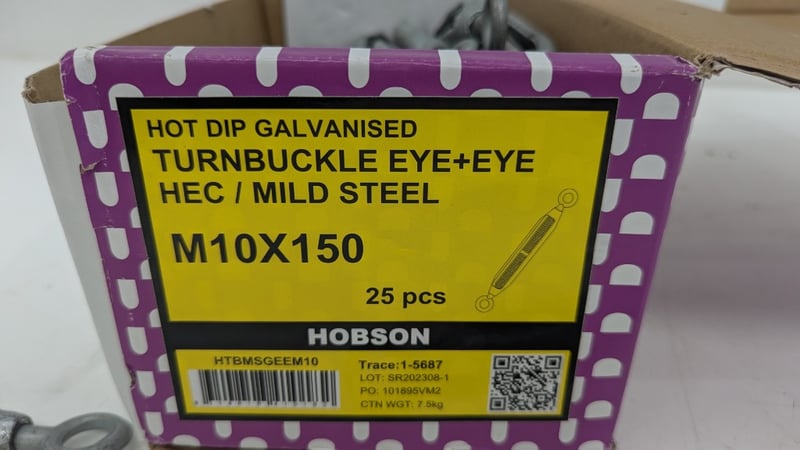 HOT DIP GALVANISED
TURNBUCKLE EYE+EYE
HEC / MILD STEEL
M10X150
25 pcs
HOBSON
HTBMSGEEM10
Trace:1-5687
LOT: SR202308-1
PO: 101895VM2
CTN WGT: 7.5kg